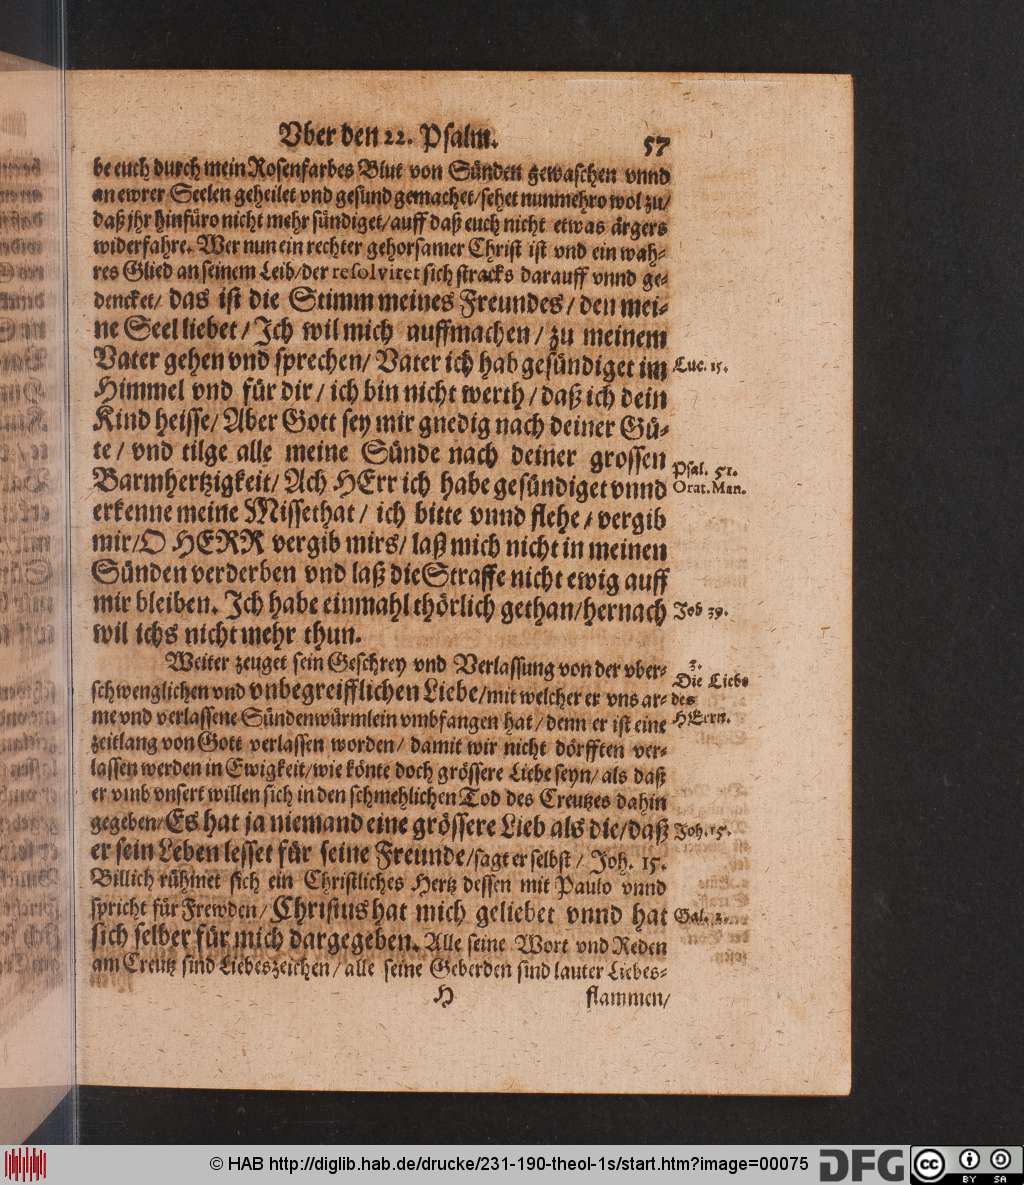 Vber den 22. Psalm. 57
be euch durch mein Rosenfarbes Blut von Sünden gewaschen vnnd
an ewrer Seelen geheilet vnd gesund gemachet/ sehet nunmehro wol zu/
daß jhr hinfüro nicht mehr sündiget/ auff daß euch nicht etwas ärgers
widerfahre. Wer nun ein rechter gehorsamer Christ ist vnd ein wah-
res Glied an seinem Leib/ der resolvitet sich stracks darauff vnnd ge-
dencket/ das ist die Stimm meines Freundes/ den mei-
ne Seel liebet/ Ich wil mich auffmachen/ zu meinem
Vater gehen vnd sprechen/ Vater ich hab gesündiget im
Luc. 15.
Himmel vnd für dir/ ich bin nicht werth/ daß ich dein
Kind heisse/ Aber Gott sey mir gnedig nach deiner Gü-
te/ vnd tilge alle meine Sünde nach deiner grossen
Psal. 51.
Barmhertzigkeit/ Ach HErr ich habe gesündiget vnnd
Orat. Man.
erkenne meine Missethat/ ich bitte vnnd flehe/ vergib
mir/ O HERR vergib mirs/ laß mich nicht in meinen
Sünden verderben vnd laß die Straffe nicht ewig auff
mir bleiben. Ich habe einmahl thörlich gethan/ hernach
Job 39.
wil ichs nicht mehr thun.
Weiter zeuget sein Geschrey vnd Verlassung von der vber-
3.
Die Liebe
schwenglichen vnd vnbegreifflichen Liebe/ mit welcher er vns ar-
des
me vnd verlassene Sündenwürmlein vmbfangen hat/ denn er ist eine
HErrn.
zeitlang von Gott verlassen worden/ damit wir nicht dörfften ver-
lassen werden in Ewigkeit/ wie könte doch grössere Liebe seyn/ als daß
er vmb vnsert willen sich in den schmehlichen Tod des Creutzes dahin
gegeben/ Es hat ja niemand eine grössere Lieb als die/ daß
Joh. 15.
er sein Leben lesset für seine Freunde/ sagt er selbst/ Joh. 15.
Billich rühmet sich ein Christliches Hertz dessen mit Paulo vnnd
spricht für Frewden/ Christus hat mich geliebet vnnd hat
Gal. 2.
sich selber für mich dargegeben. Alle seine Wort vnd Reden
am Creutz sind Liebeszeichen/ alle seine Geberden sind lauter Liebes-
H flammen/
© HAB http://diglib.hab.de/drucke/231-190-theol-1s/start.htm?image=00075
DFG
cc BY SA